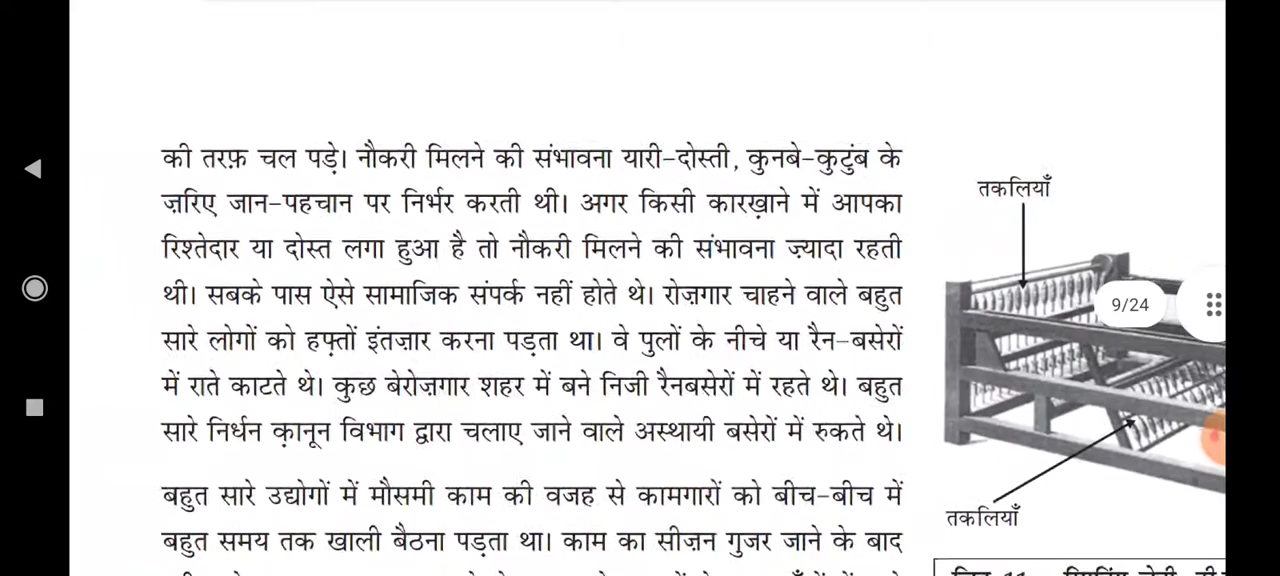 की तरफ़ चल पड़े। नौकरी मिलने की संभावना यारी-दोस्ती, कुनबे-कुटुंब के
ज़रिए जान-पहचान पर निर्भर करती थी। अगर किसी कारख़ाने में आपका
रिश्तेदार या दोस्त लगा हुआ है तो नौकरी मिलने की संभावना ज़्यादा रहती
थी। सबके पास ऐसे सामाजिक संपर्क नहीं होते थे। रोज़गार चाहने वाले बहुत
सारे लोगों को हफ़्तों इंतज़ार करना पड़ता था। वे पुलों के नीचे या रैन-बसेरों
में राते काटते थे। कुछ बेरोज़गार शहर में बने निजी रैनबसेरों में रहते थे। बहुत
सारे निर्धन क़ानून विभाग द्वारा चलाए जाने वाले अस्थायी बसेरों में रुकते थे।
बहुत सारे उद्योगों में मौसमी काम की वजह से कामगारों को बीच-बीच में
बहुत समय तक खाली बैठना पड़ता था। काम का सीज़न गुजर जाने के बाद
तकलियाँ
9/24
तकलियाँ